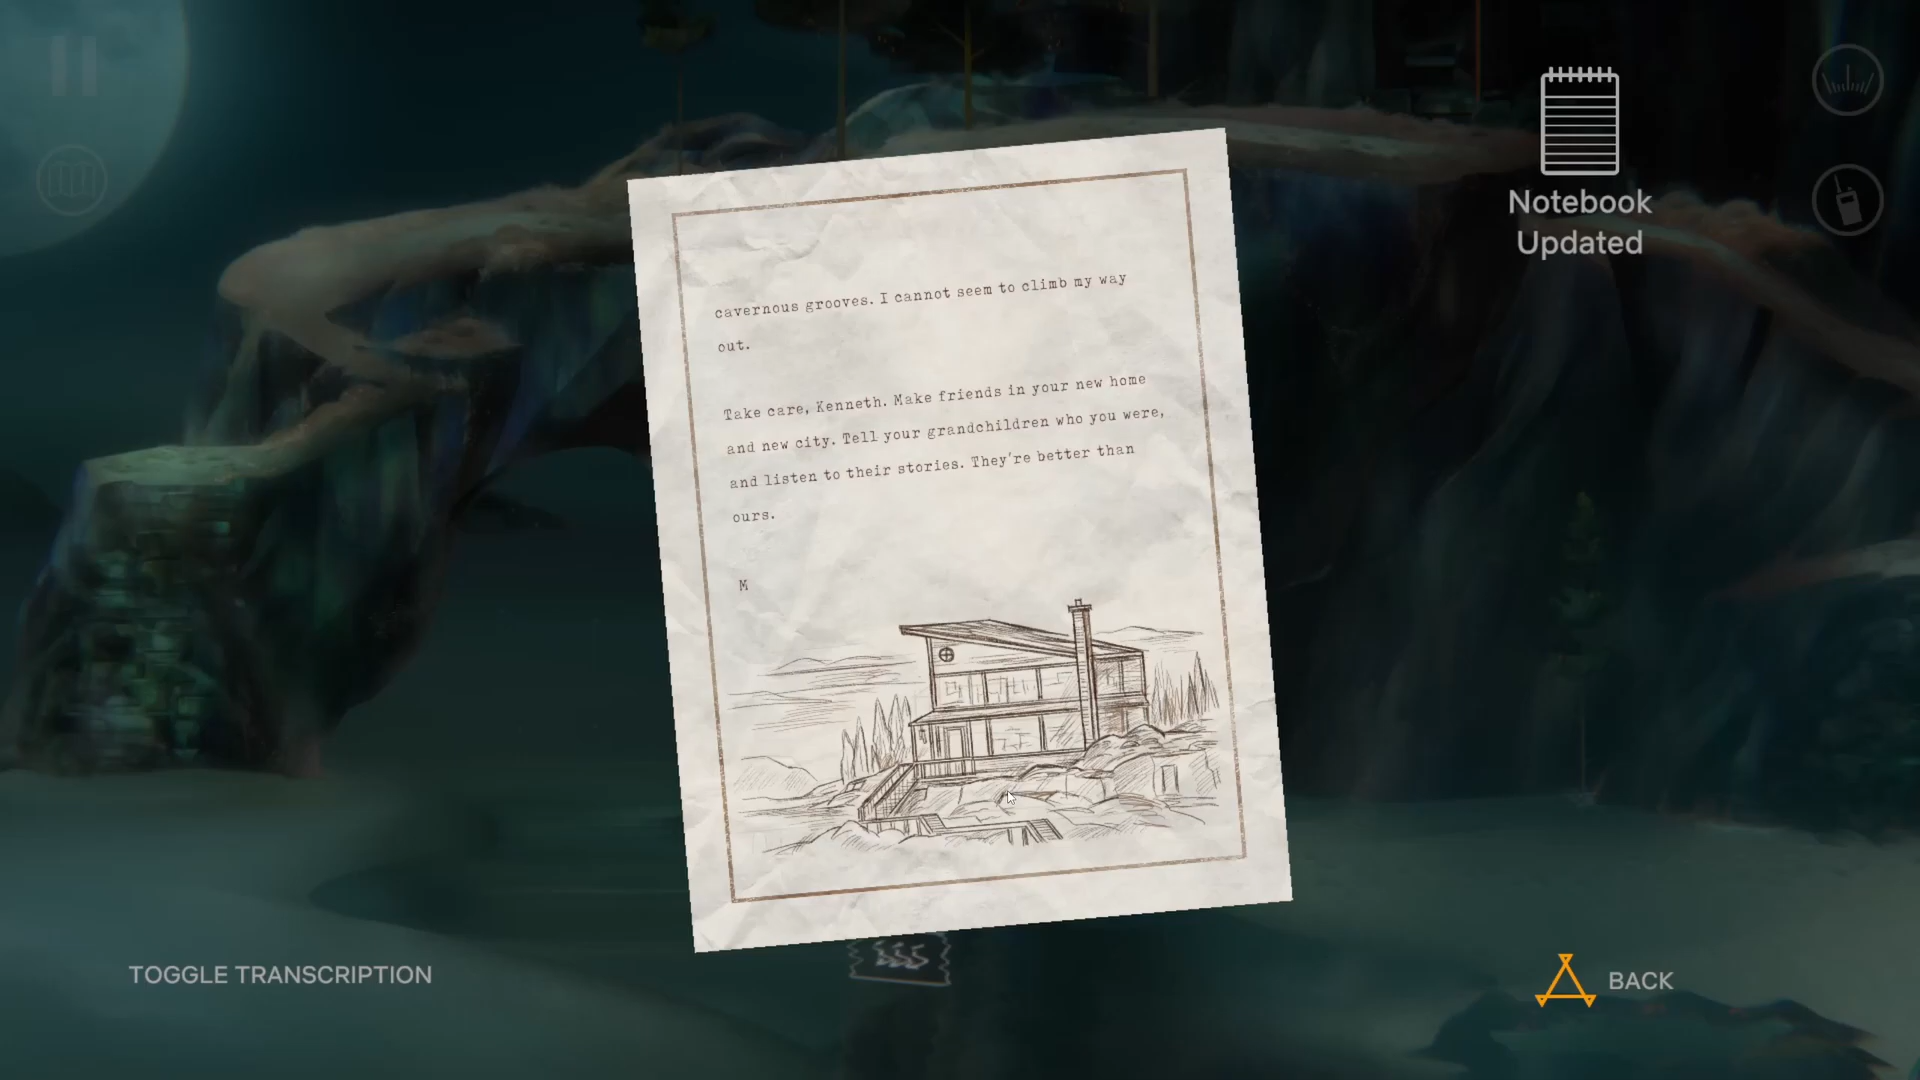 Notebook
Updated
cavernous grooves. I cannot seem to climb my way
out.
Take care, Kenneth. Make friends in your new home
and new city. Tell your grandchildren who you were,
and listen to their stories. They're better than
ours.
M
TOGGLE TRANSCRIPTION
BACK